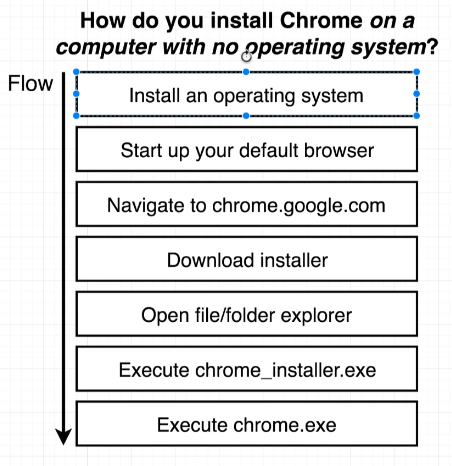 How do you install Chrome on a
computer with no operating system?
Flow
Install an operating system
Start up your default browser
Navigate to chrome.google.com
Download installer
Open file/folder explorer
Execute chrome_installer.exe
Execute chrome.exe